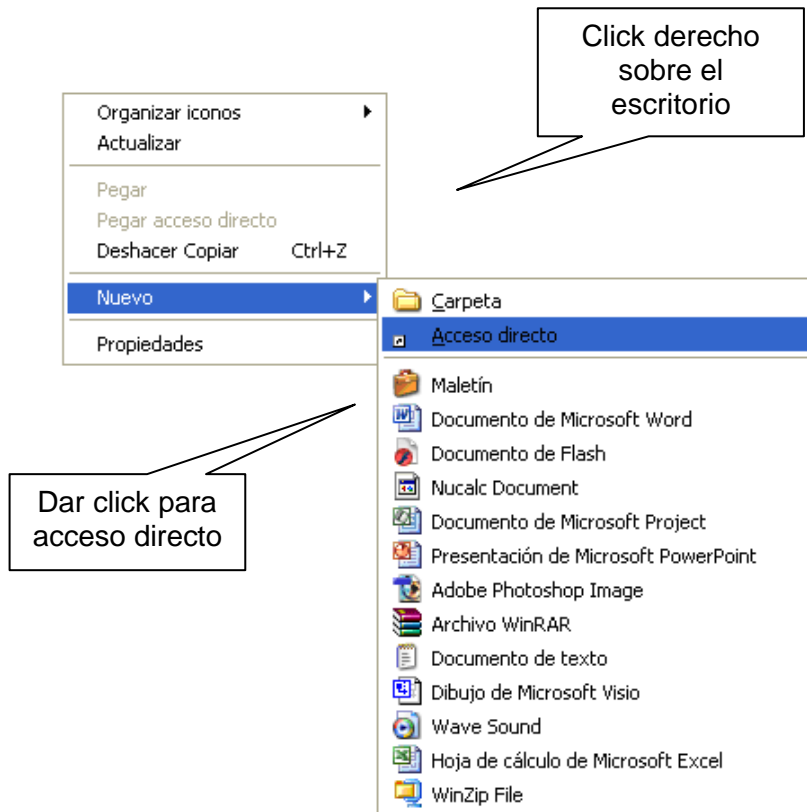 Click derecho
sobre el
escritorio
Organizar iconos
Actualizar
Pegar
Pegar acceso directo
Deshacer Copiar Ctrl+Z
Nuevo
Propiedades
Carpeta
Acceso directo
Maletín
Documento de Microsoft Word
Documento de Flash
Nucalc Document
Documento de Microsoft Project
Presentación de Microsoft PowerPoint
Adobe Photoshop Image
Archivo WinRAR
Documento de texto
Dibujo de Microsoft Visio
Wave Sound
Hoja de cálculo de Microsoft Excel
WinZip File
Dar click para
acceso directo